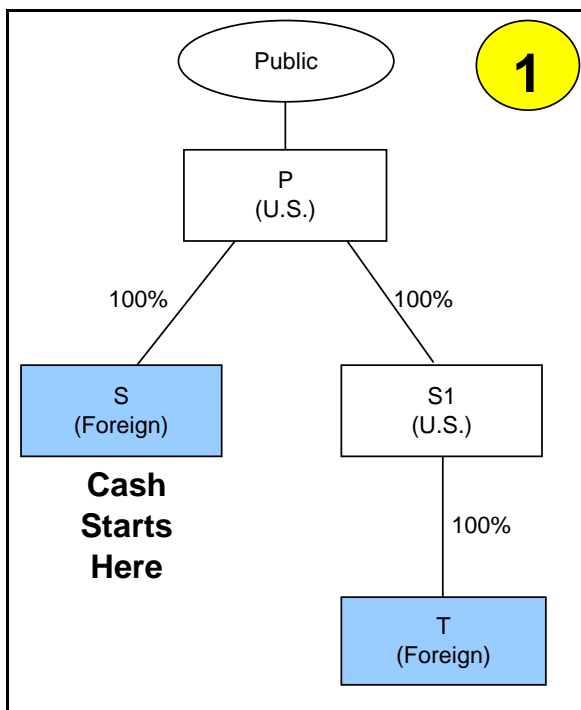 Public
1
P
(U.S.)
100%
100%
S
(Foreign)
S1
(U.S.)
Cash
Starts
Here
100%
T
(Foreign)